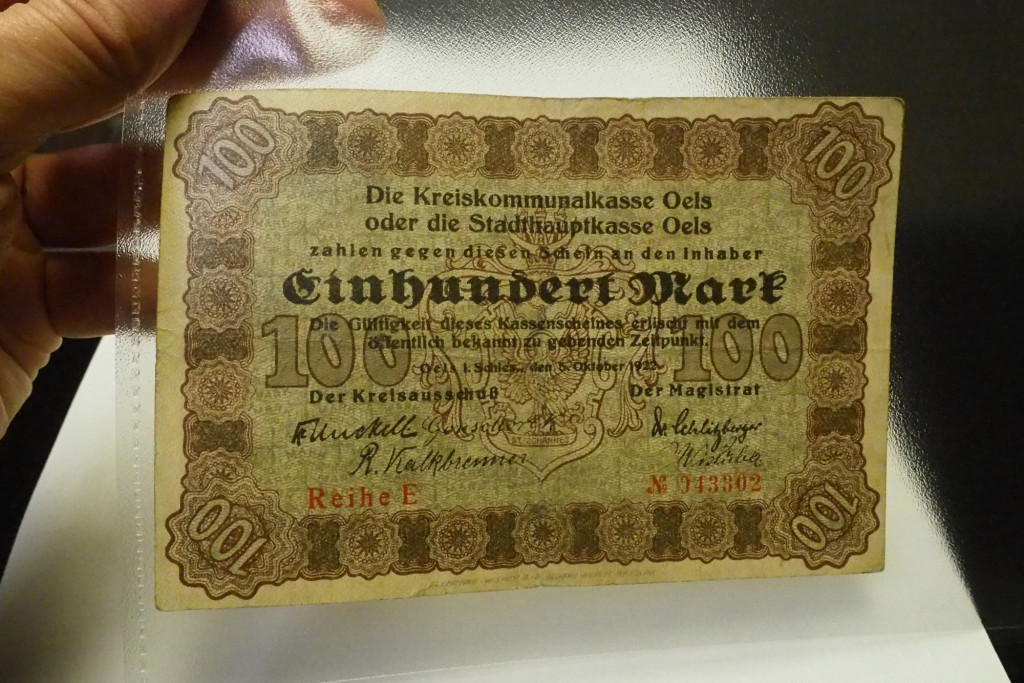 100 100
Die Kreiskommunalkasse Oels
oder die Stadthauptkasse Oels
zahlen gegen diesen Schein an den Inhaber
Einhundert Mark
100 100
Die Gültigkeit dieses Kassenscheines erlischt mit dem
öffentlich bekannt zu gebenden Zeitpunkt.
Oels i. Schles., den 5. Oktober 1922.
Der Kreisausschuß Der Magistrat
R. Kalkbrenner
ST. JOHANNES
Reihe E № 043302
100 100